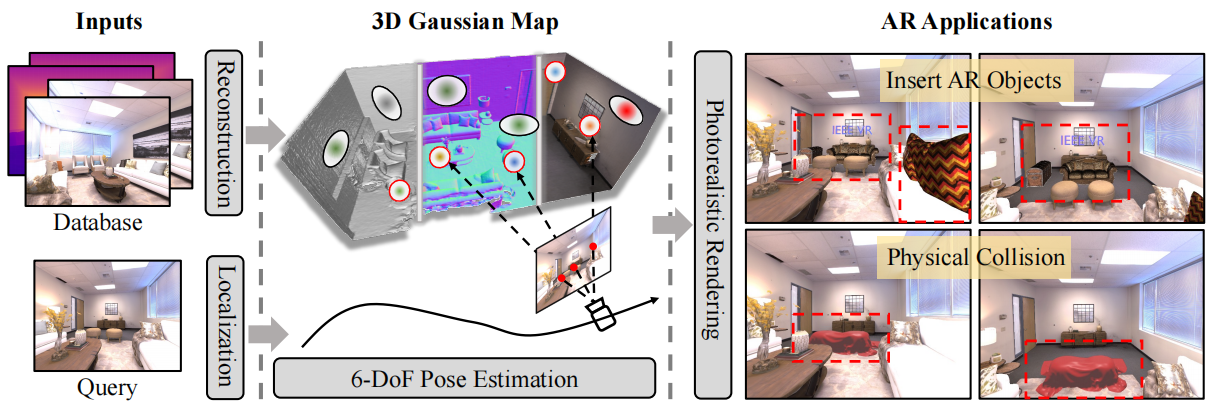 Inputs
3D Gaussian Map
AR Applications
Reconstruction
Database
Localization
Query
6-DoF Pose Estimation
Photorealistic Rendering
Insert AR Objects
IEEE VR
IEEE VR
Physical Collision